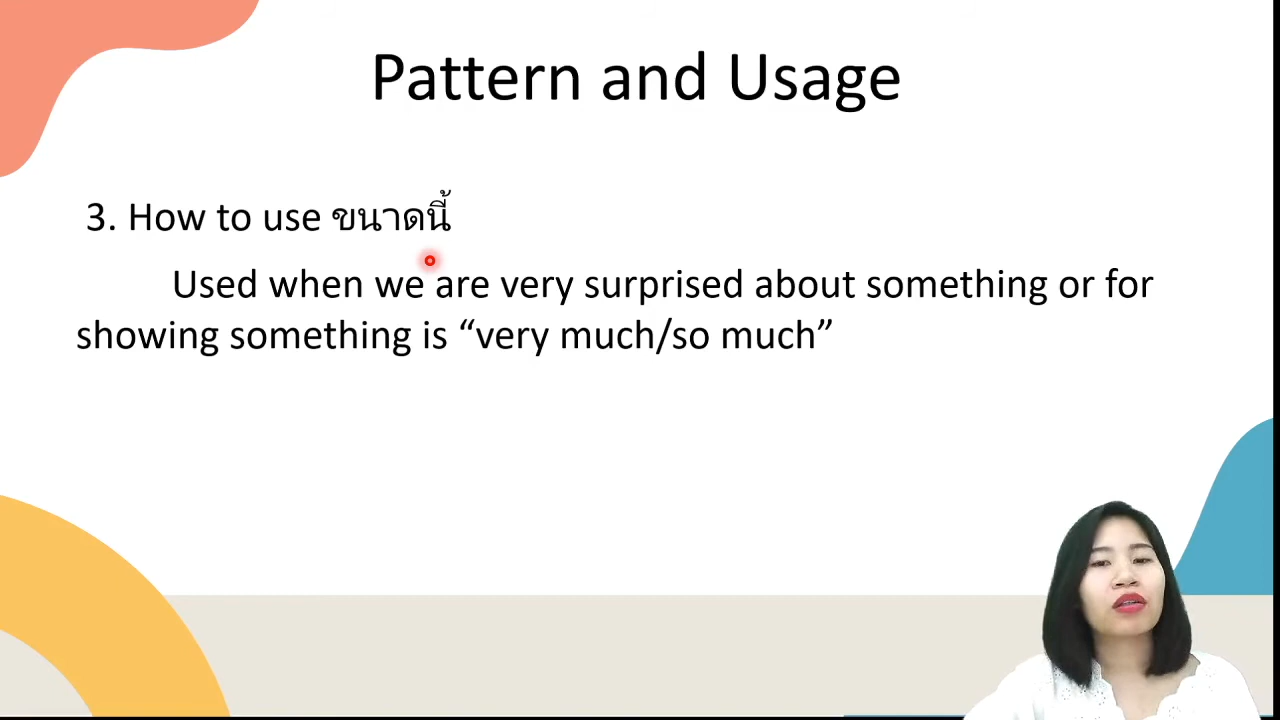 Pattern and Usage
3. How to use ขนาดนี้
Used when we are very surprised about something or for
showing something is “very much/so much”